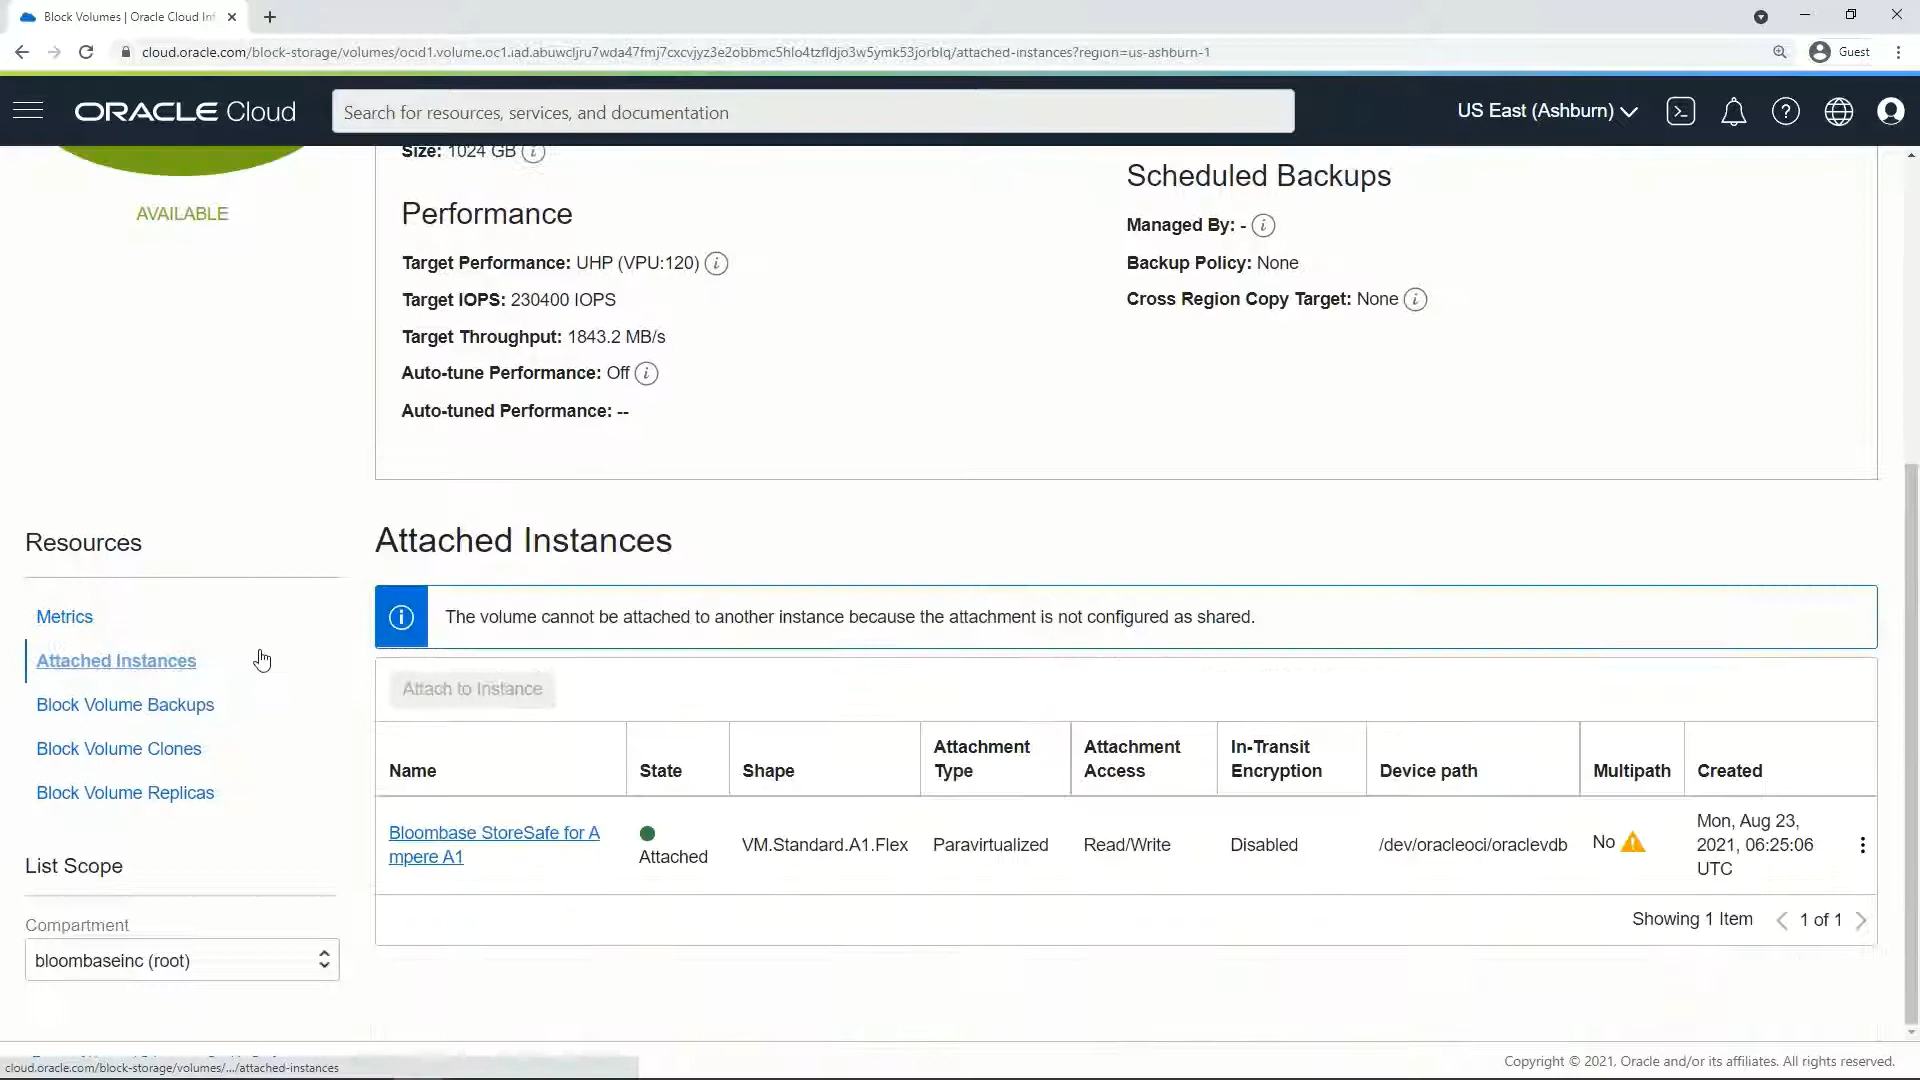 Block Volumes | Oracle Cloud Inf
cloud.oracle.com/block-storage/volumes/ocid1.volume.oc1.iad.abuwcljru7wda47fmj7cxcvjyz3e2obbmc5hlo4tzfldjo3w5ymk53jorblq/attached-instances?region=us-ashburn-1
Guest
ORACLE Cloud
Search for resources, services, and documentation
US East (Ashburn)
AVAILABLE
Size: 1024 GB
Performance
Target Performance: UHP (VPU:120)
Target IOPS: 230400 IOPS
Target Throughput: 1843.2 MB/s
Auto-tune Performance: Off
Auto-tuned Performance: --
Scheduled Backups
Managed By: -
Backup Policy: None
Cross Region Copy Target: None
Resources
Metrics
Attached Instances
Block Volume Backups
Block Volume Clones
Block Volume Replicas
List Scope
Compartment
bloombaseinc (root)
Attached Instances
The volume cannot be attached to another instance because the attachment is not configured as shared.
Attach to Instance
Name
State
Shape
Attachment
Type
Attachment
Access
In-Transit
Encryption
Device path
Multipath
Created
Bloombase StoreSafe for A
mpere A1
Attached
VM.Standard.A1.Flex
Paravirtualized
Read/Write
Disabled
/dev/oracleoci/oraclevdb
No
Mon, Aug 23,
2021, 06:25:06
UTC
Showing 1 Item
1 of 1
cloud.oracle.com/block-storage/volumes/.../attached-instances
Copyright © 2021, Oracle and/or its affiliates. All rights reserved.